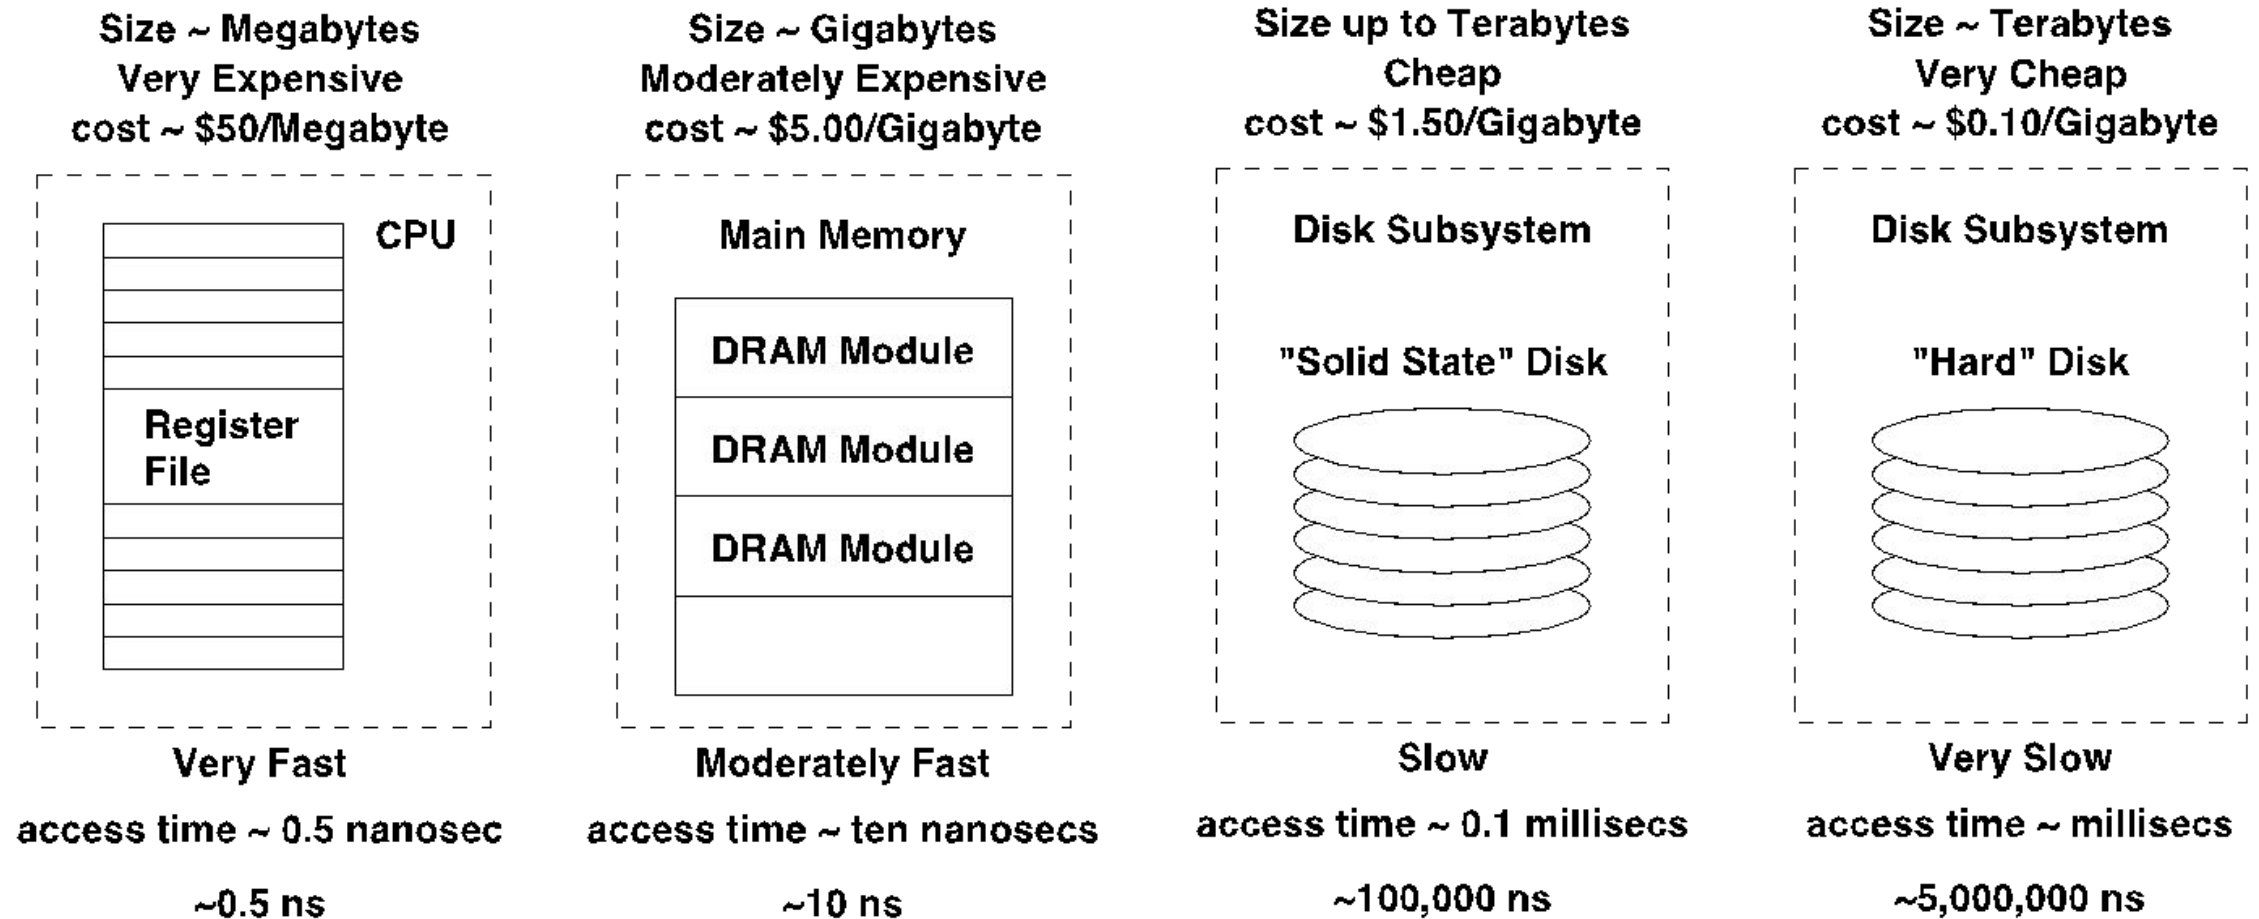 Size ~ Megabytes
Very Expensive
cost ~ $50/Megabyte
CPU
Register
File
Very Fast
access time ~ 0.5 nanosec
~0.5 ns
Size ~ Gigabytes
Moderately Expensive
cost ~ $5.00/Gigabyte
Main Memory
DRAM Module
DRAM Module
DRAM Module
Moderately Fast
access time ~ ten nanosecs
~10 ns
Size up to Terabytes
Cheap
cost ~ $1.50/Gigabyte
Disk Subsystem
"Solid State" Disk
Slow
access time ~ 0.1 millisecs
~100,000 ns
Size ~ Terabytes
Very Cheap
cost ~ $0.10/Gigabyte
Disk Subsystem
"Hard" Disk
Very Slow
access time ~ millisecs
~5,000,000 ns